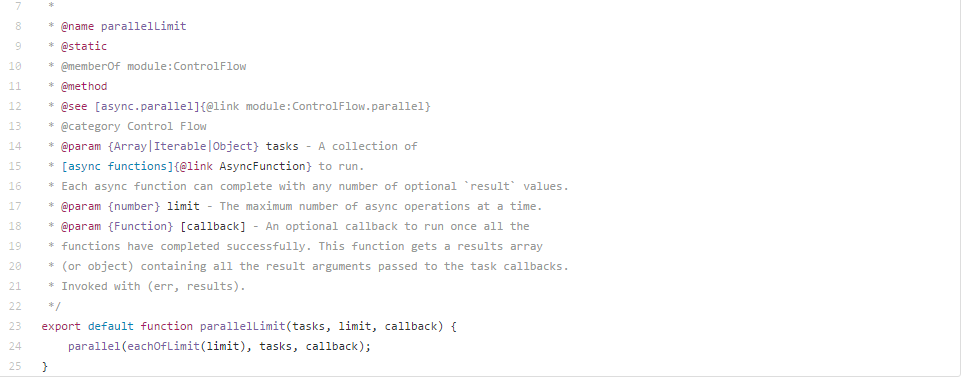 7 *
8 * @name parallelLimit
9 * @static
10 * @memberOf module:ControlFlow
11 * @method
12 * @see [async.parallel]{@link module:ControlFlow.parallel}
13 * @category Control Flow
14 * @param {Array|Iterable|Object} tasks - A collection of
15 * [async functions]{@link AsyncFunction} to run.
16 * Each async function can complete with any number of optional `result` values.
17 * @param {number} limit - The maximum number of async operations at a time.
18 * @param {Function} [callback] - An optional callback to run once all the
19 * functions have completed successfully. This function gets a results array
20 * (or object) containing all the result arguments passed to the task callbacks.
21 * Invoked with (err, results).
22 */
23 export default function parallelLimit(tasks, limit, callback) {
24 parallel(eachOfLimit(limit), tasks, callback);
25 }